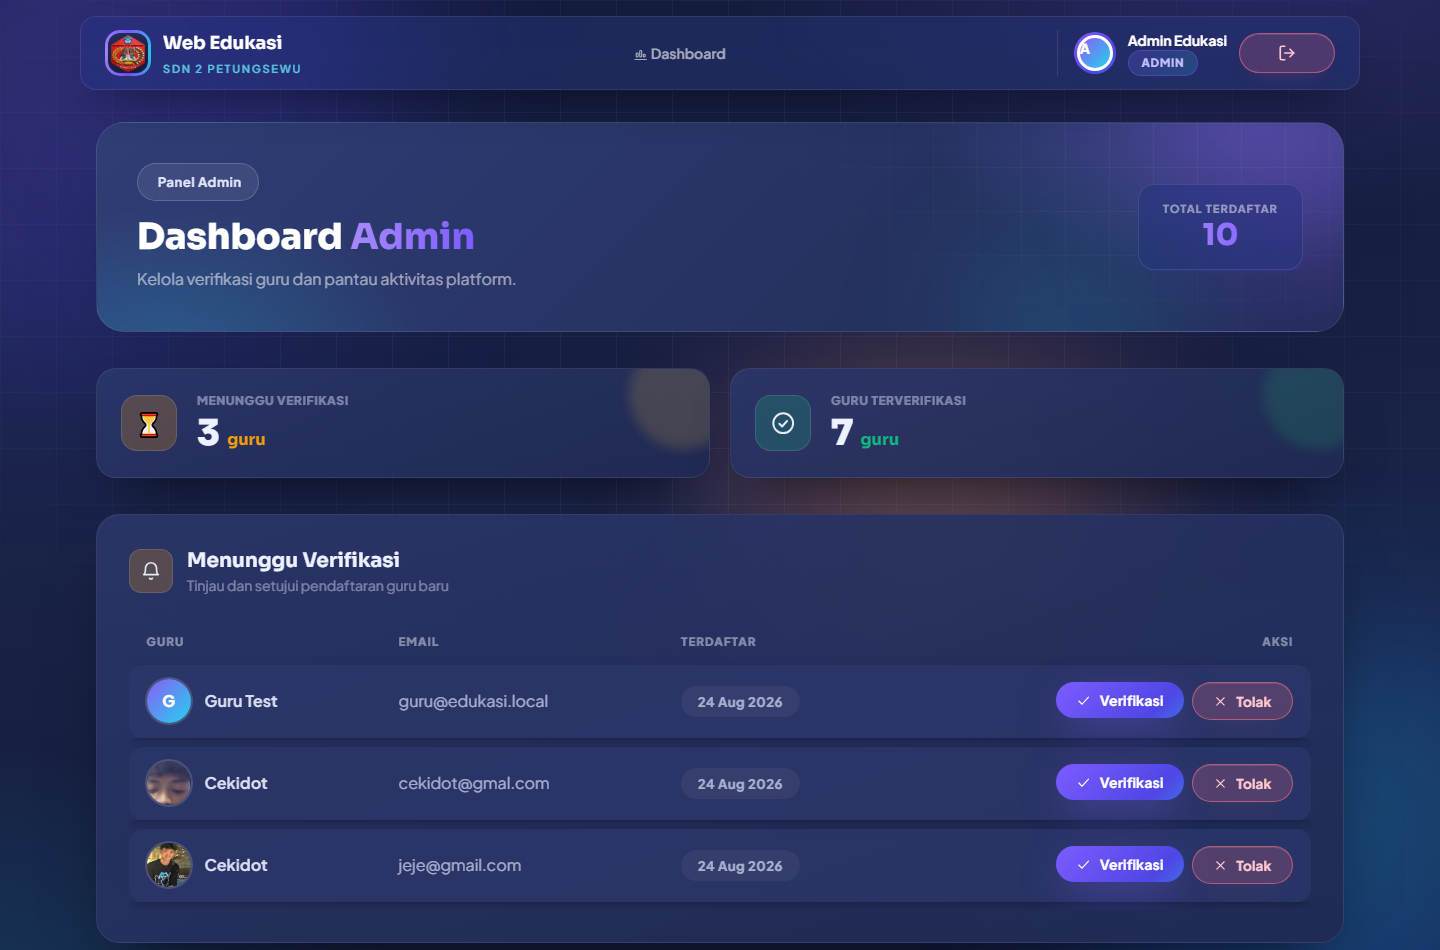 Web Edukasi
SDN 2 PETUNGSEWU
Dashboard
A
Admin Edukasi
ADMIN
Panel Admin
Dashboard Admin
Kelola verifikasi guru dan pantau aktivitas platform.
TOTAL TERDAFTAR
10
MENUNGGU VERIFIKASI
3 guru
GURU TERVERIFIKASI
7 guru
Menunggu Verifikasi
Tinjau dan setujui pendaftaran guru baru
GURU EMAIL TERDAFTAR AKSI
G Guru Test guru@edukasi.local 24 Aug 2026 Verifikasi Tolak
Cekidot cekidot@gmal.com 24 Aug 2026 Verifikasi Tolak
Cekidot jeje@gmail.com 24 Aug 2026 Verifikasi Tolak